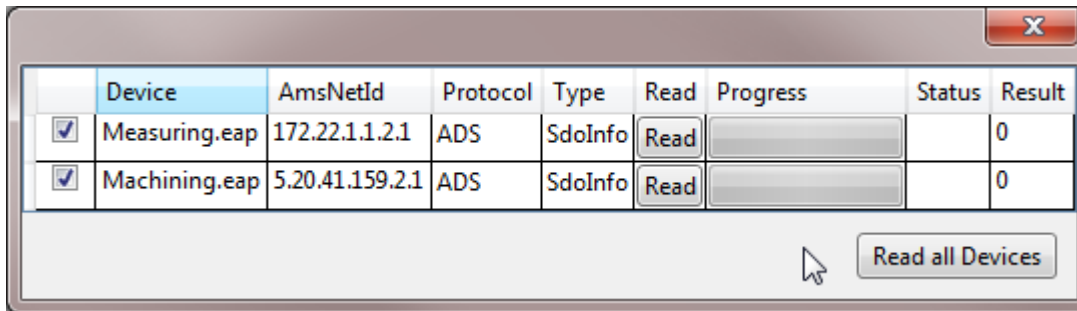 Device AmsNetId Protocol Type Read Progress Status Result
Measuring.eap 172.22.1.1.2.1 ADS SdoInfo Read 0
Machining.eap 5.20.41.159.2.1 ADS SdoInfo Read 0
Read all Devices